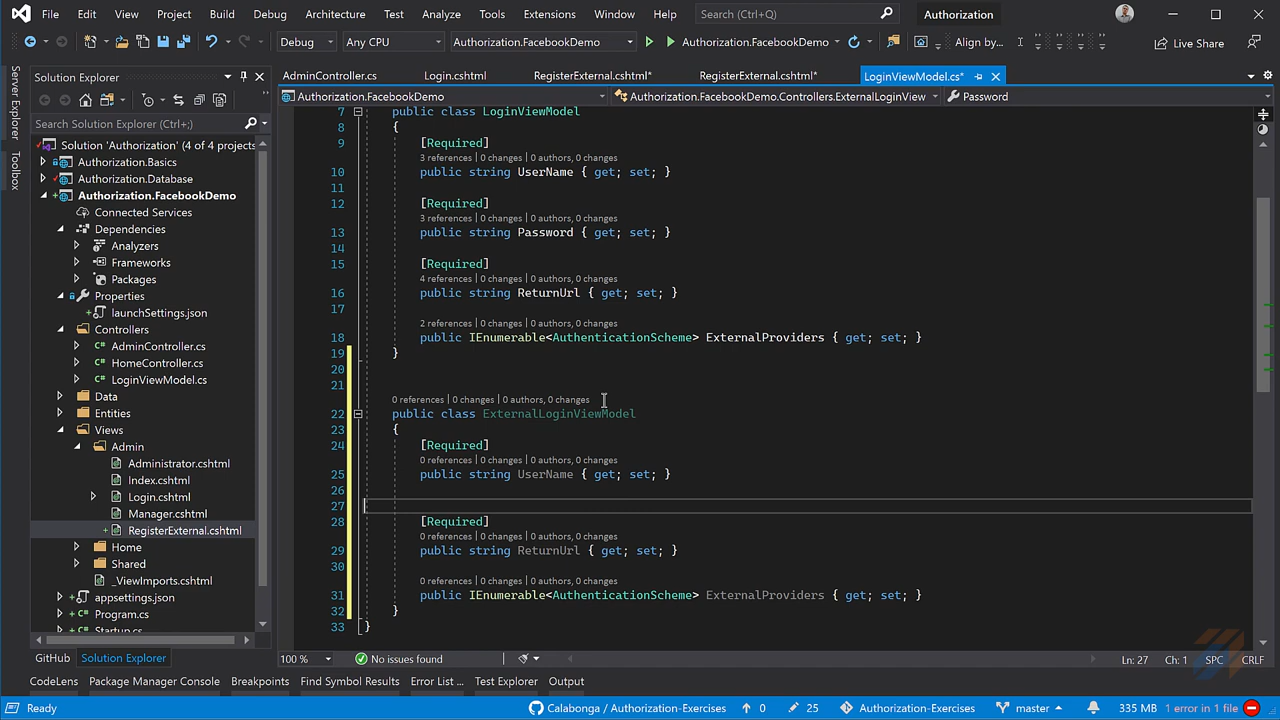 File Edit View Project Build Debug Architecture Test Analyze Tools Extensions Window Help Search (Ctrl+Q) Authorization
Debug Any CPU Authorization.FacebookDemo Authorization.FacebookDemo Align by... Live Share
Server Explorer
Toolbox
Solution Explorer
Search Solution Explorer (Ctrl+;)
Solution 'Authorization' (4 of 4 projects
Authorization.Basics
Authorization.Database
Authorization.FacebookDemo
Connected Services
Dependencies
Analyzers
Frameworks
Packages
Properties
launchSettings.json
Controllers
AdminController.cs
HomeController.cs
LoginViewModel.cs
Data
Entities
Views
Admin
Administrator.cshtml
Index.cshtml
Login.cshtml
Manager.cshtml
RegisterExternal.cshtml
Home
Shared
_ViewImports.cshtml
appsettings.json
Program.cs
Startup.cs
GitHub Solution Explorer
AdminController.cs Login.cshtml RegisterExternal.cshtml* RegisterExternal.cshtml* LoginViewModel.cs*
Authorization.FacebookDemo Authorization.FacebookDemo.Controllers.ExternalLoginView Password
7 public class LoginViewModel
8 {
9 [Required]
3 references | 0 changes | 0 authors, 0 changes
10 public string UserName { get; set; }
11
12 [Required]
3 references | 0 changes | 0 authors, 0 changes
13 public string Password { get; set; }
14
15 [Required]
4 references | 0 changes | 0 authors, 0 changes
16 public string ReturnUrl { get; set; }
17
2 references | 0 changes | 0 authors, 0 changes
18 public IEnumerable<AuthenticationScheme> ExternalProviders { get; set; }
19 }
20
21
0 references | 0 changes | 0 authors, 0 changes
22 public class ExternalLoginViewModel
23 {
24 [Required]
0 references | 0 changes | 0 authors, 0 changes
25 public string UserName { get; set; }
26
27
28 [Required]
0 references | 0 changes | 0 authors, 0 changes
29 public string ReturnUrl { get; set; }
30
0 references | 0 changes | 0 authors, 0 changes
31 public IEnumerable<AuthenticationScheme> ExternalProviders { get; set; }
32 }
33 }
100 % No issues found Ln: 27 Ch: 1 SPC CRLF
CodeLens Package Manager Console Breakpoints Find Symbol Results Error List ... Test Explorer Output
Ready Calabonga / Authorization-Exercises 0 25 Authorization-Exercises master 335 MB 1 error in 1 file